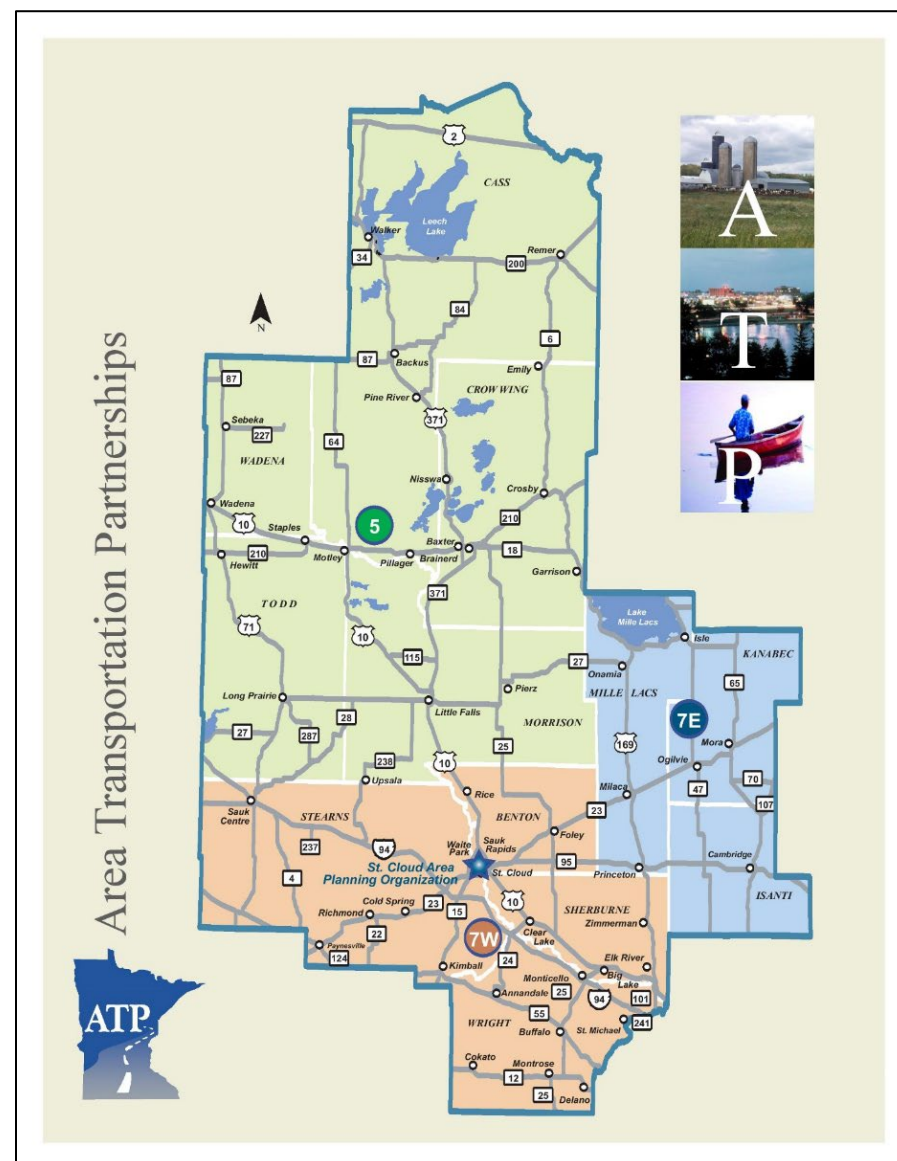 Area Transportation Partnerships
A
T
P
N
2
CASS
Leech
Lake
Walker
34
200
Remer
84
6
87
Backus
Emily
87
CROW WING
Pine River
371
Sebeka
227
64
WADENA
Nisswa
Crosby
Wadena
210
10
Staples
5
Baxter
210
Motley
Pillager
Brainerd
18
Hewitt
Garrison
371
TODD
71
10
Lake
Mille Lacs
Isle
KANABEC
115
27
Onamia
65
Pierz
MILLE LACS
Long Prairie
Little Falls
7E
28
MORRISON
27
287
169
Mora
25
10
Ogilvie
238
70
Upsala
47
Rice
Milaca
107
Sauk
Centre
STEARNS
BENTON
23
94
Waite
Park
Sauk
Rapids
Foley
237
St. Cloud Area
Planning Organization
St. Cloud
95
Cambridge
4
Princeton
ISANTI
Cold Spring
23
10
SHERBURNE
Richmond
15
Clear
Lake
Zimmerman
22
7W
Paynesville
124
24
Elk River
Kimball
Monticello
Big
Lake
25
101
Annandale
94
55
St. Michael
241
WRIGHT
Buffalo
Cokato
Montrose
12
25
Delano
ATP